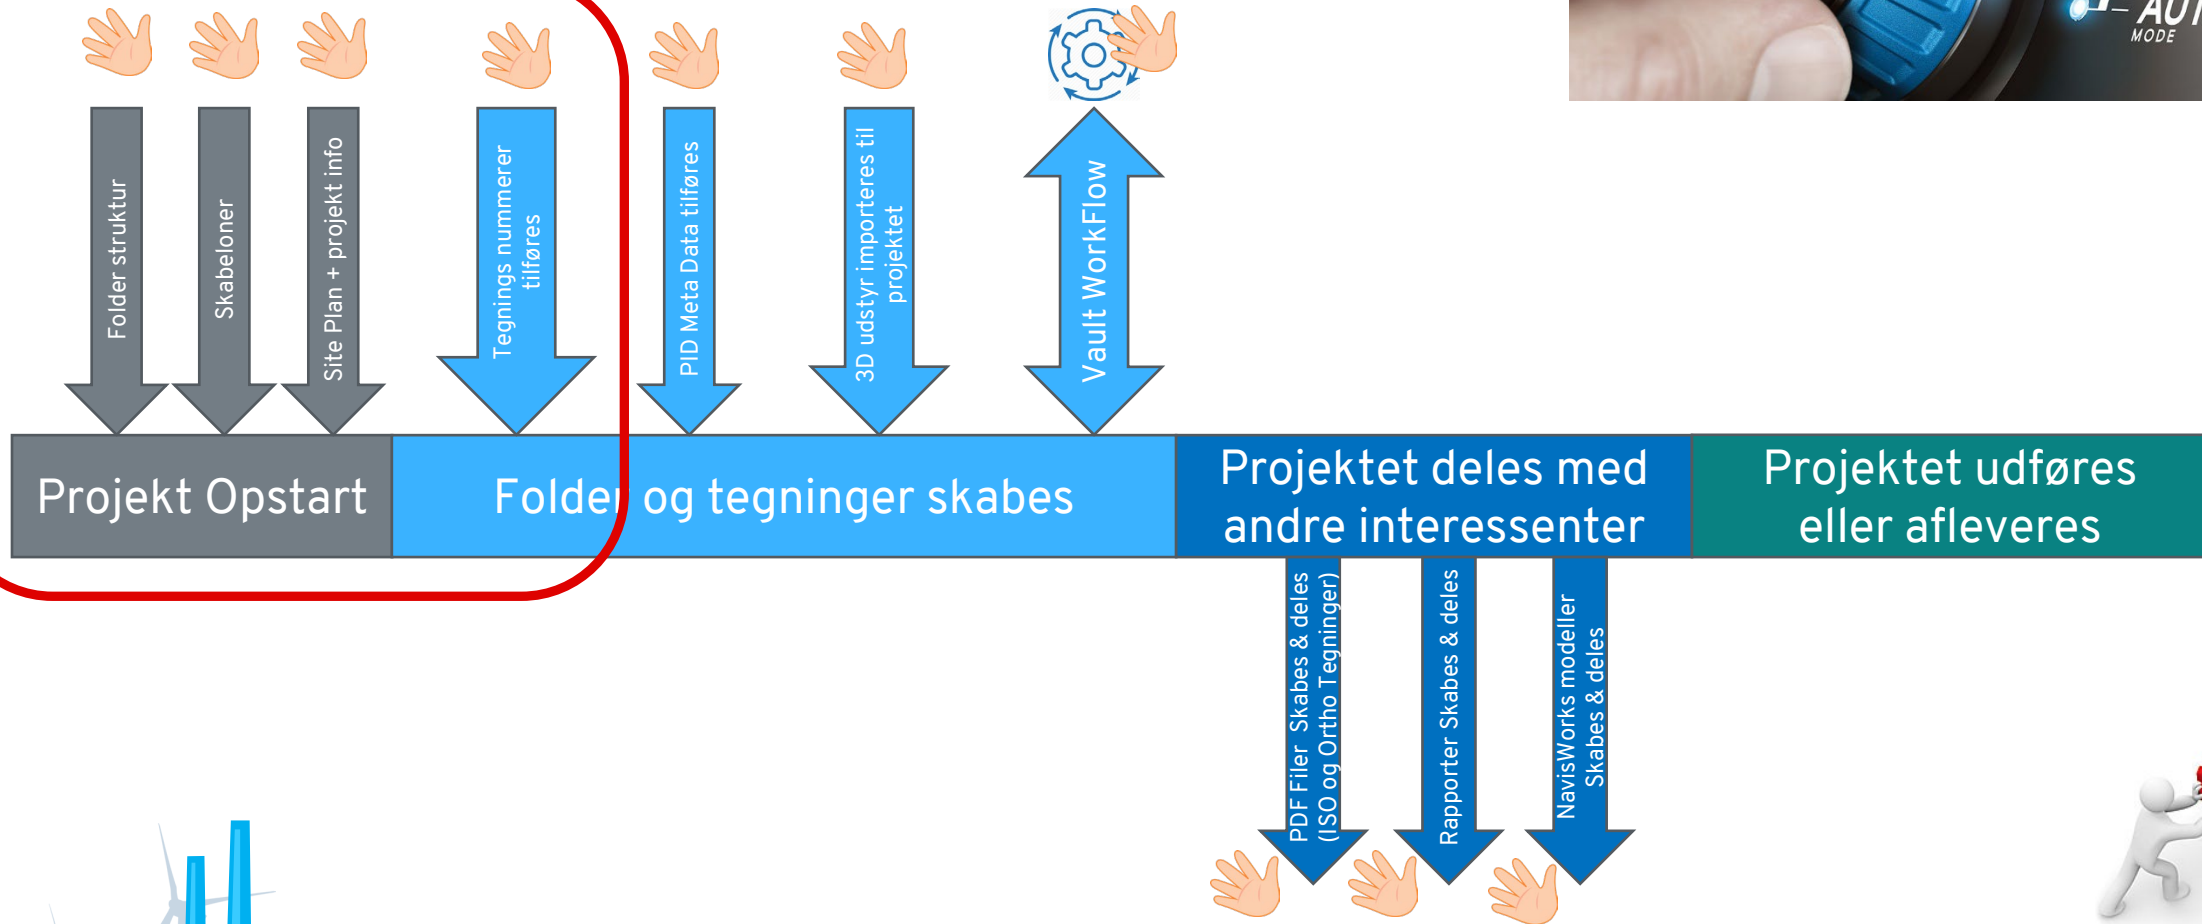 MODE
Folder struktur
Skabeloner
Site Plan + projekt info
Tegnings nummerer
tilføres
PID Meta Data tilføres
3D udstyr importeres til
projektet
Vault WorkFlow
Projekt Opstart
Folder og tegninger skabes
Projektet deles med
andre interessenter
Projektet udføres
eller afleveres
PDF Filer Skabes & deles
(ISO og Ortho Tegninger)
Rapporter Skabes & deles
NavisWorks modeller
Skabes & deles